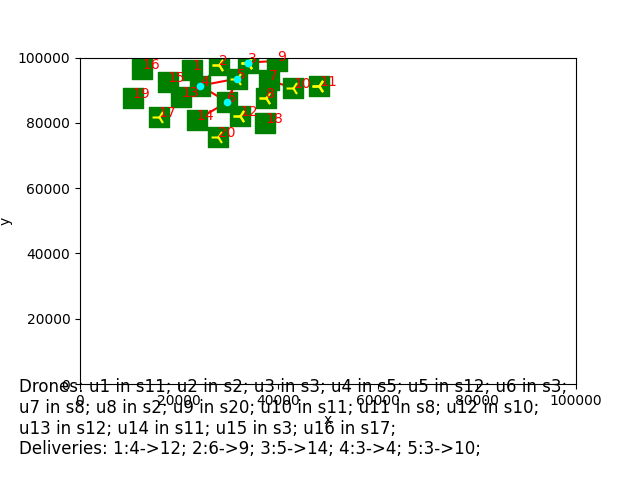 100000
80000
60000
40000
20000
0
y
0 20000 40000 60000 80000 100000
x
16 2 3 9
15 7 10 11
19 8
17 14 12 18
20
Drones: u1 in s11; u2 in s2; u3 in s3; u4 in s5; u5 in s12; u6 in s3;
u7 in s8; u8 in s2; u9 in s20; u10 in s11; u11 in s8; u12 in s10;
u13 in s12; u14 in s11; u15 in s3; u16 in s17;
Deliveries: 1:4->12; 2:6->9; 3:5->14; 4:3->4; 5:3->10;